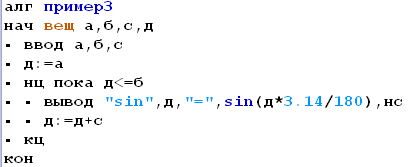 алг пример3
нач вещ а,б,с,д
· ввод а,б,с
· д:=а
· нц пока д<=б
· · вывод "sin",д,"=",sin(д*3.14/180),нс
· · д:=д+с
· кц
кон